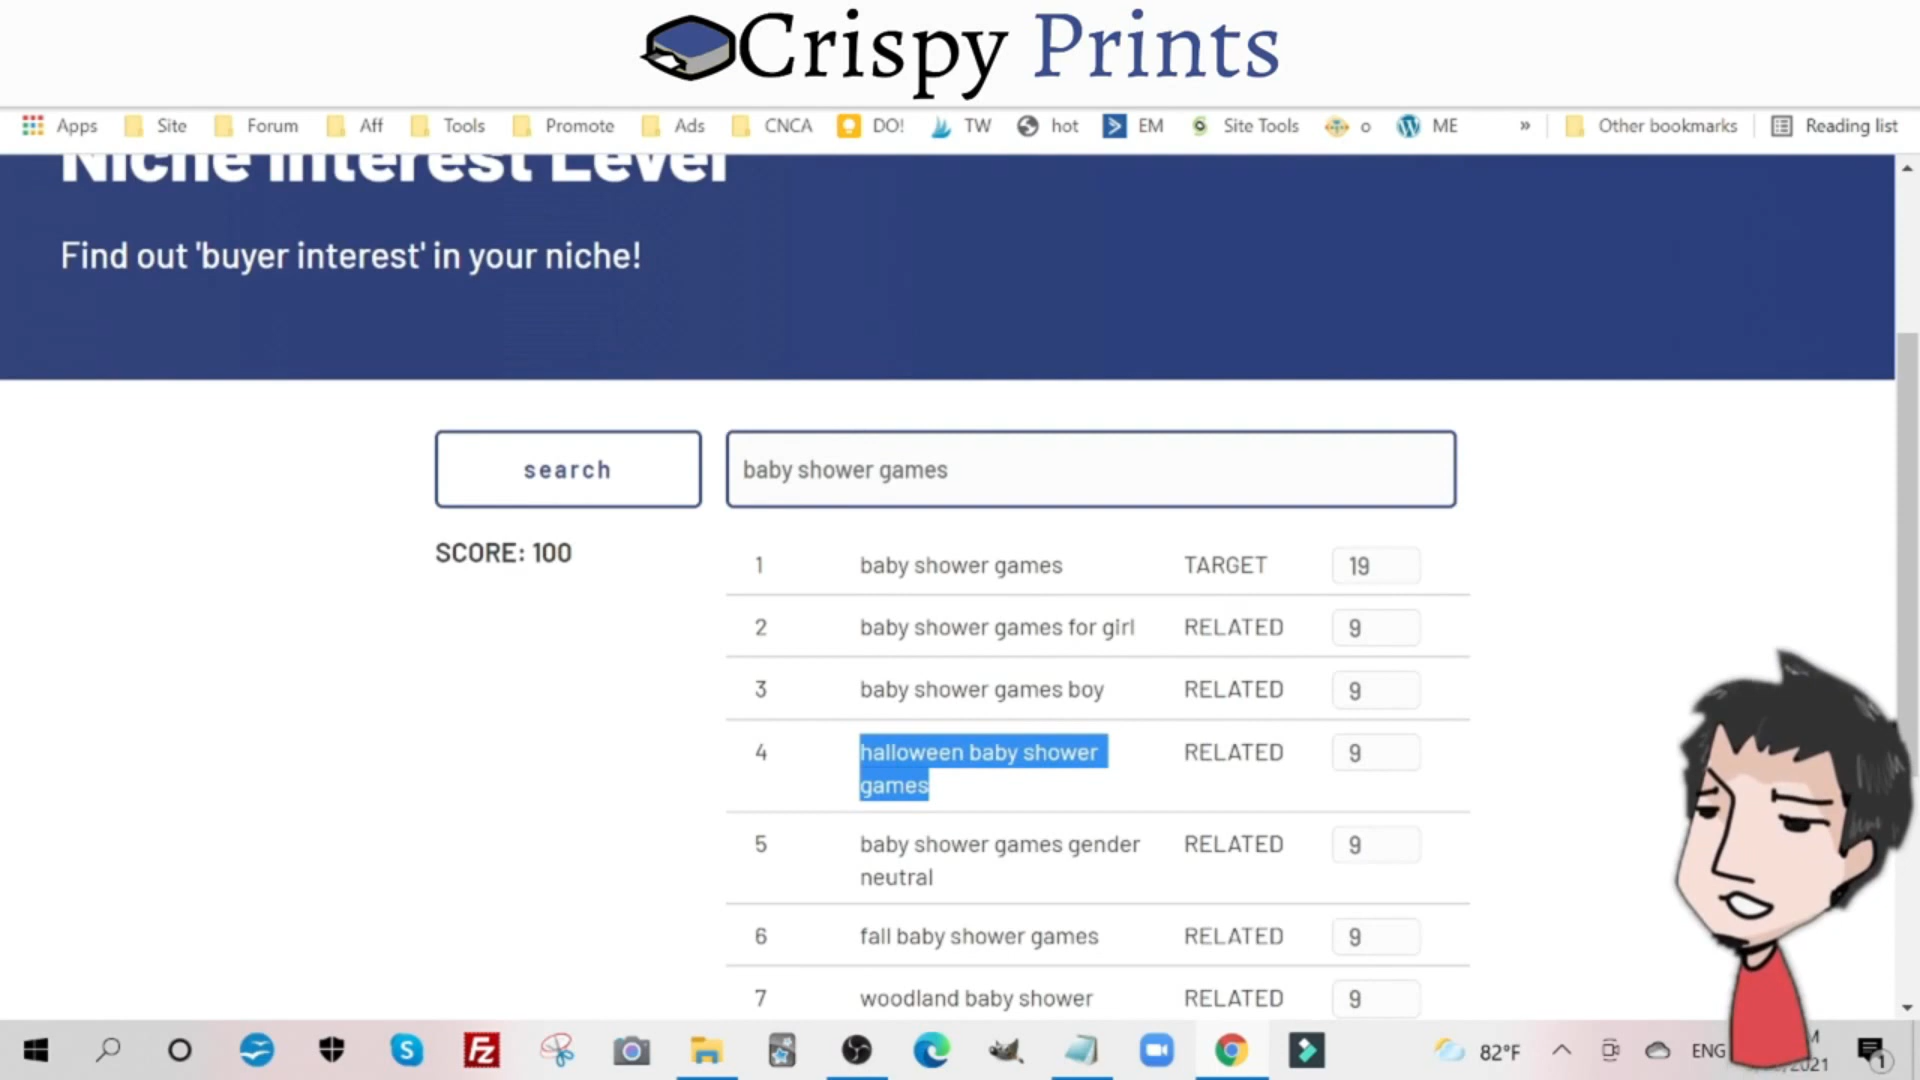 Crispy Prints
Apps Site Forum Aff Tools Promote Ads CNCA DO! TW hot EM Site Tools o ME » Other bookmarks Reading list
Niche Interest Level
Find out 'buyer interest' in your niche!
search baby shower games
SCORE: 100
1 baby shower games TARGET 19
2 baby shower games for girl RELATED 9
3 baby shower games boy RELATED 9
4 halloween baby shower RELATED 9
games
5 baby shower games gender RELATED 9
neutral
6 fall baby shower games RELATED 9
7 woodland baby shower RELATED 9
82°F ENG